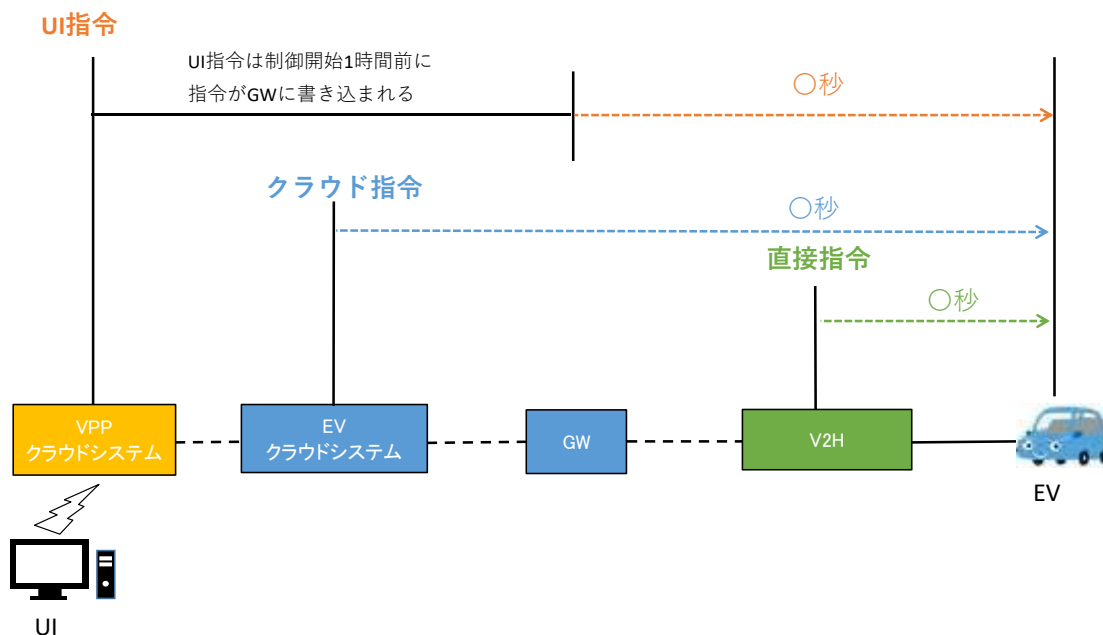 UI指令
UI指令は制御開始1時間前に
指令がGWに書き込まれる
〇秒
クラウド指令
〇秒
直接指令
〇秒
VPP
クラウドシステム
EV
クラウドシステム
GW
V2H
EV
UI